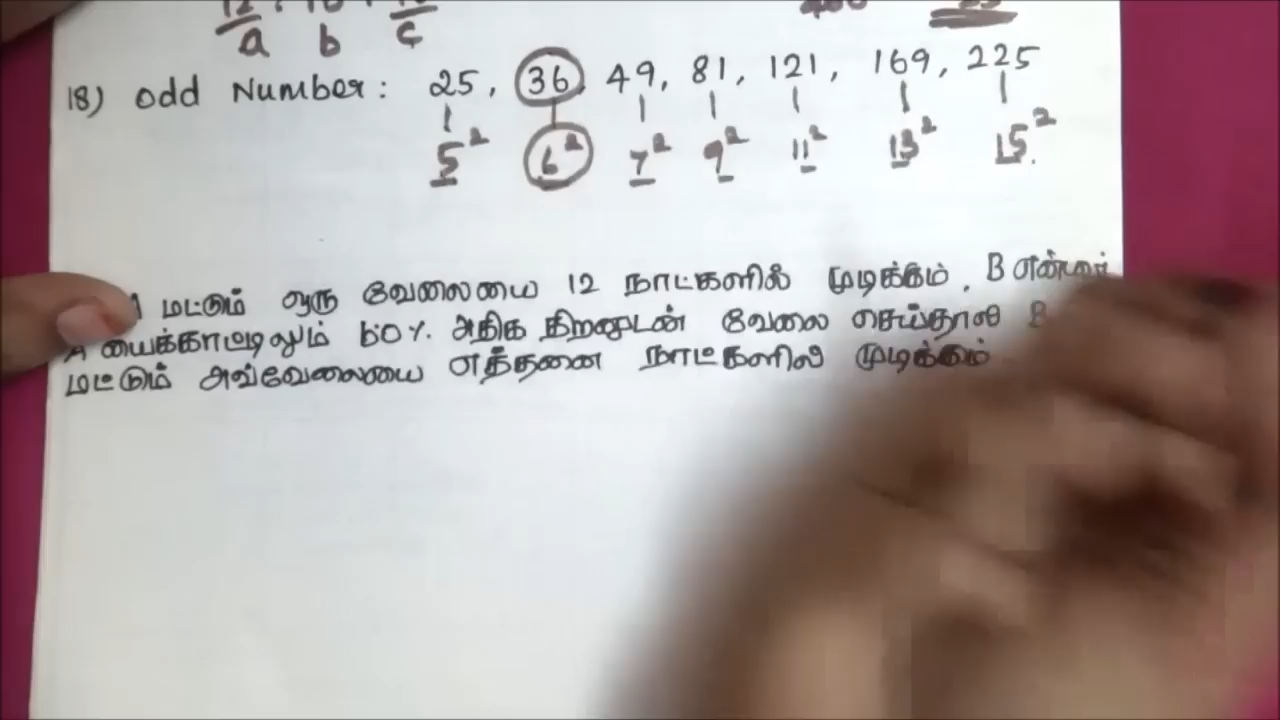 a b c
18) Odd Number: 25, 36, 49, 81, 121, 169, 225
5² 6² 7² 9² 11² 13² 15²
A மட்டும் ஒரு வேலையை 12 நாட்களில் முடிக்கும். B என்பார்
A யைக்காட்டிலும் 60% அதிக திறனுடன் வேலை செய்தால் B
மட்டும் அவ்வேலையை எத்தனை நாட்களில் முடிக்கும்